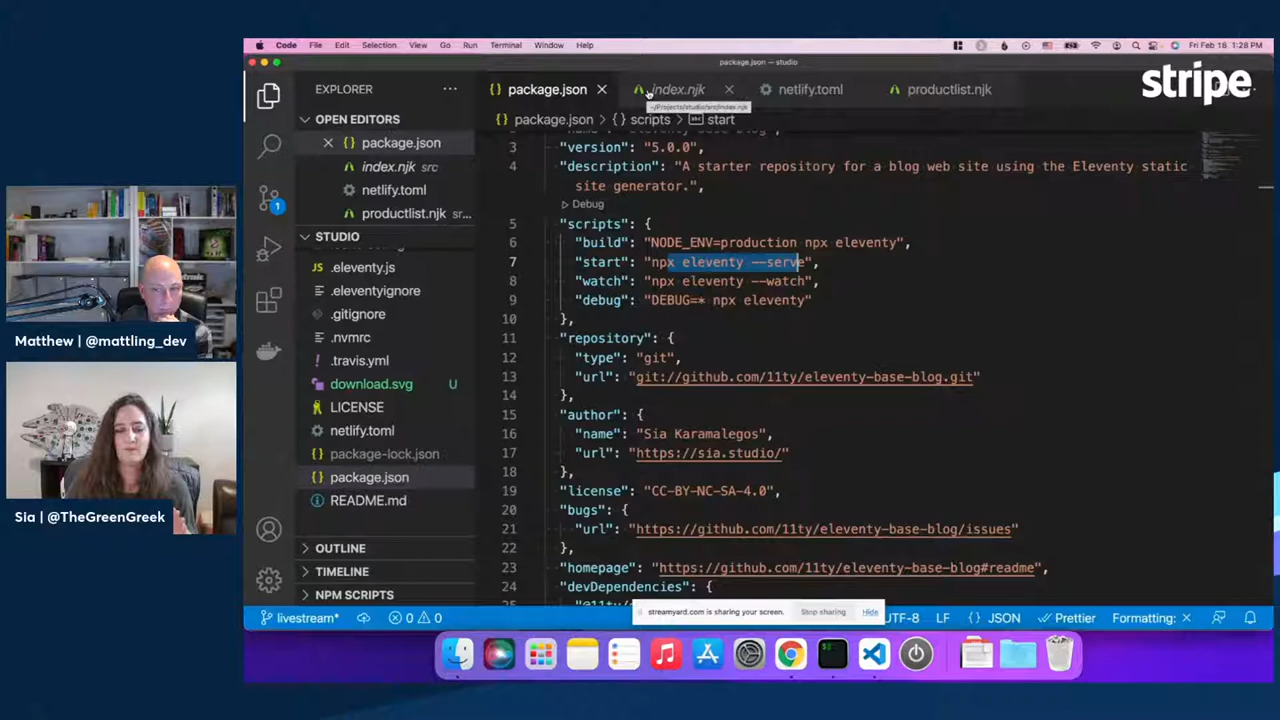 Code File Edit Selection View Go Run Terminal Window Help
Fri Feb 18 1:28 PM
package.json — studio
stripe
EXPLORER
package.json
index.njk
netlify.toml
productlist.njk
~/Projects/studio/src/index.njk
package.json > {} scripts > start
OPEN EDITORS
package.json
index.njk src
netlify.toml
productlist.njk sr...
STUDIO
.eleventy.js
.eleventyignore
.gitignore
.nvmrc
.travis.yml
download.svg U
LICENSE
netlify.toml
package-lock.json
package.json
README.md
OUTLINE
TIMELINE
NPM SCRIPTS
3 "version": "5.0.0",
4 "description": "A starter repository for a blog web site using the Eleventy static
site generator.",
Debug
5 "scripts": {
6 "build": "NODE_ENV=production npx eleventy",
7 "start": "npx eleventy --serve",
8 "watch": "npx eleventy --watch",
9 "debug": "DEBUG=* npx eleventy"
10 },
11 "repository": {
12 "type": "git",
13 "url": "git://github.com/11ty/eleventy-base-blog.git"
14 },
15 "author": {
16 "name": "Sia Karamalegos",
17 "url": "https://sia.studio/"
18 },
19 "license": "CC-BY-NC-SA-4.0",
20 "bugs": {
21 "url": "https://github.com/11ty/eleventy-base-blog/issues"
22 },
23 "homepage": "https://github.com/11ty/eleventy-base-blog#readme",
24 "devDependencies": {
streamyard.com is sharing your screen. Stop sharing Hide
1
livestream* 0 0 UTF-8 LF {} JSON Prettier Formatting: ×
Matthew | @mattling_dev
Sia | @TheGreenGreek